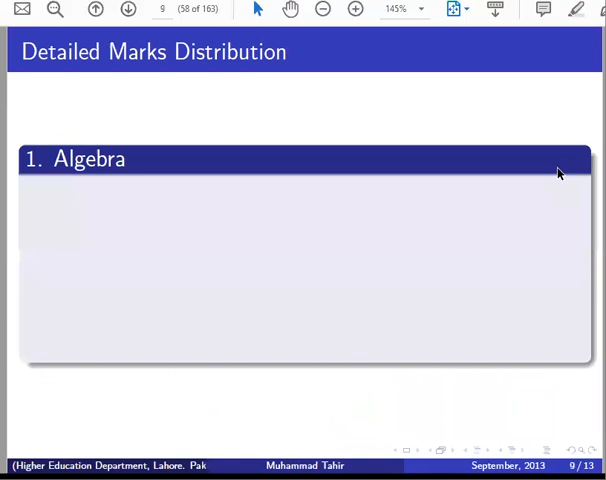 9 (58 of 163) 145%
Detailed Marks Distribution
1. Algebra
(Higher Education Department, Lahore. Pak Muhammad Tahir September, 2013 9 / 13